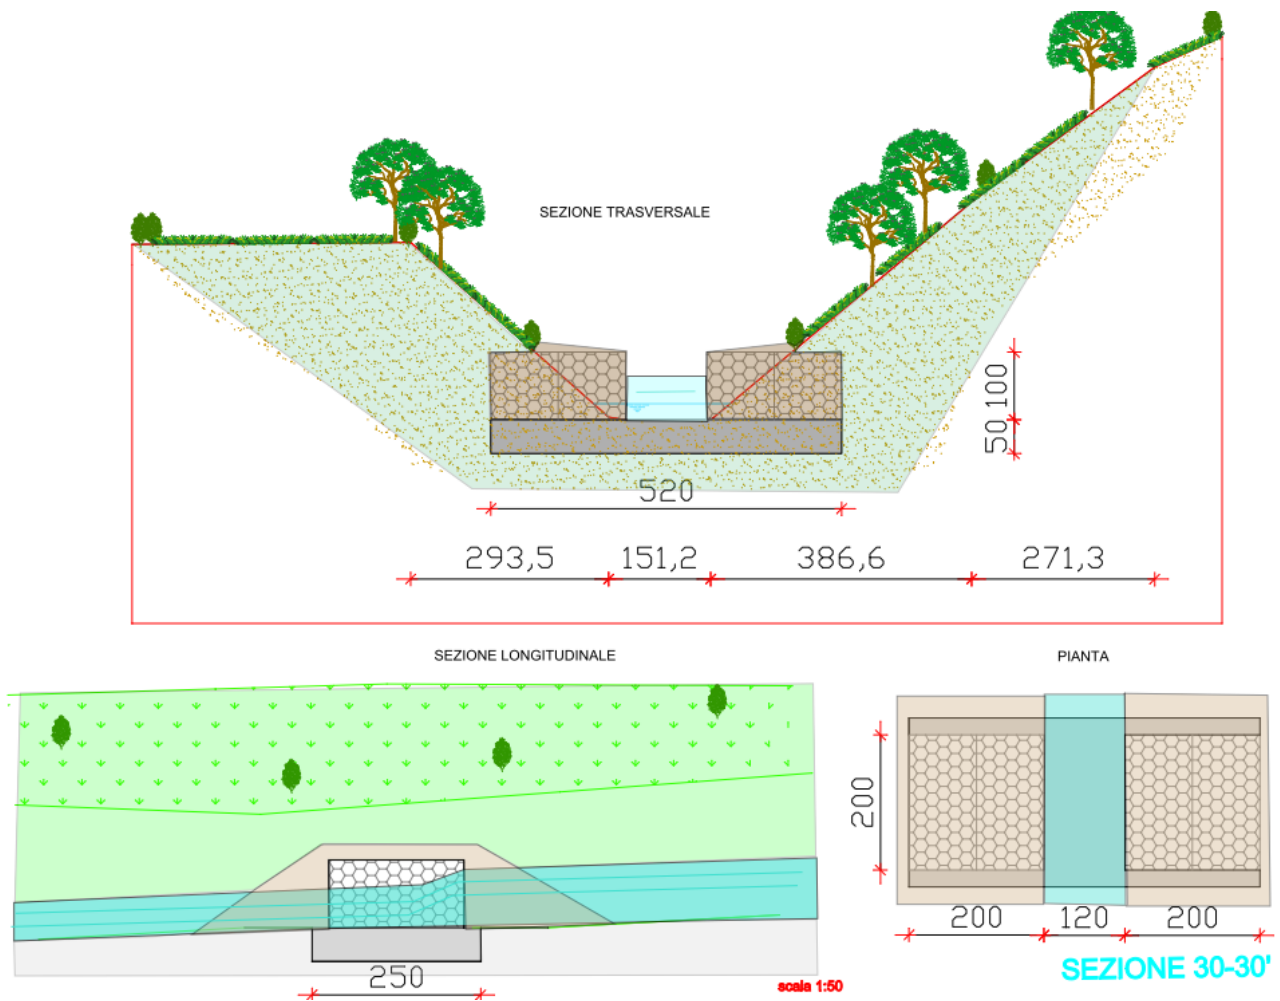 SEZIONE TRASVERSALE
100
50
520
293,5 151,2 386,6 271,3
SEZIONE LONGITUDINALE
PIANTA
200
200 120 200
SEZIONE 30-30'
250
scala 1:50